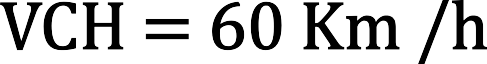 VCH = 60 Km /h